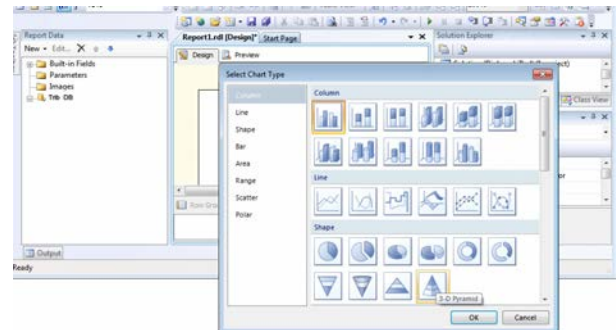 Report Data
New
Edit...
Built-in Fields
Parameters
Images
Trib DB
Output
Ready
Report1.rdl [Design]*
Start Page
Design
Preview
Select Chart Type
Column
Line
Shape
Bar
Area
Range
Scatter
Polar
Column
Line
Shape
3-D Pyramid
OK
Cancel
Solution Explorer
Class View